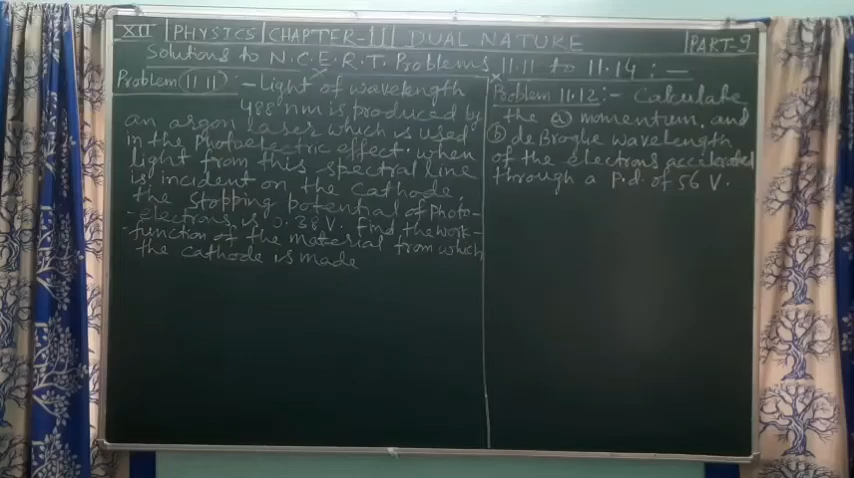 XII | PHYSICS | CHAPTER-11 | DUAL NATURE | PART-9
Solutions to N.C.E.R.T. Problems 11.11 to 11.14 : —
Problem (11.11) : - Light of wavelength
488 nm is produced by
an argon Laser which is used
in the Photoelectric effect. when
light from this spectral line
is incident on the cathode,
the stopping potential of Photo-
-electrons is 0.38 V. find the work-
-function of the material from which
the cathode is made
Problem 11.12 : - Calculate
the (a) momentum, and
(b) de Broglie wavelength
of the electrons accelerated
through a P.d. of 56 V.